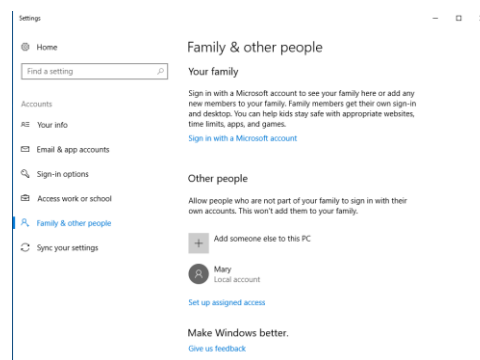 Settings
Home
Find a setting
Accounts
Your info
Email & app accounts
Sign-in options
Access work or school
Family & other people
Sync your settings
Family & other people
Your family
Sign in with a Microsoft account to see your family here or add any
new members to your family. Family members get their own sign-in
and desktop. You can help kids stay safe with appropriate websites,
time limits, apps, and games.
Sign in with a Microsoft account
Other people
Allow people who are not part of your family to sign in with their
own accounts. This won't add them to your family.
Add someone else to this PC
Mary
Local account
Set up assigned access
Make Windows better.
Give us feedback